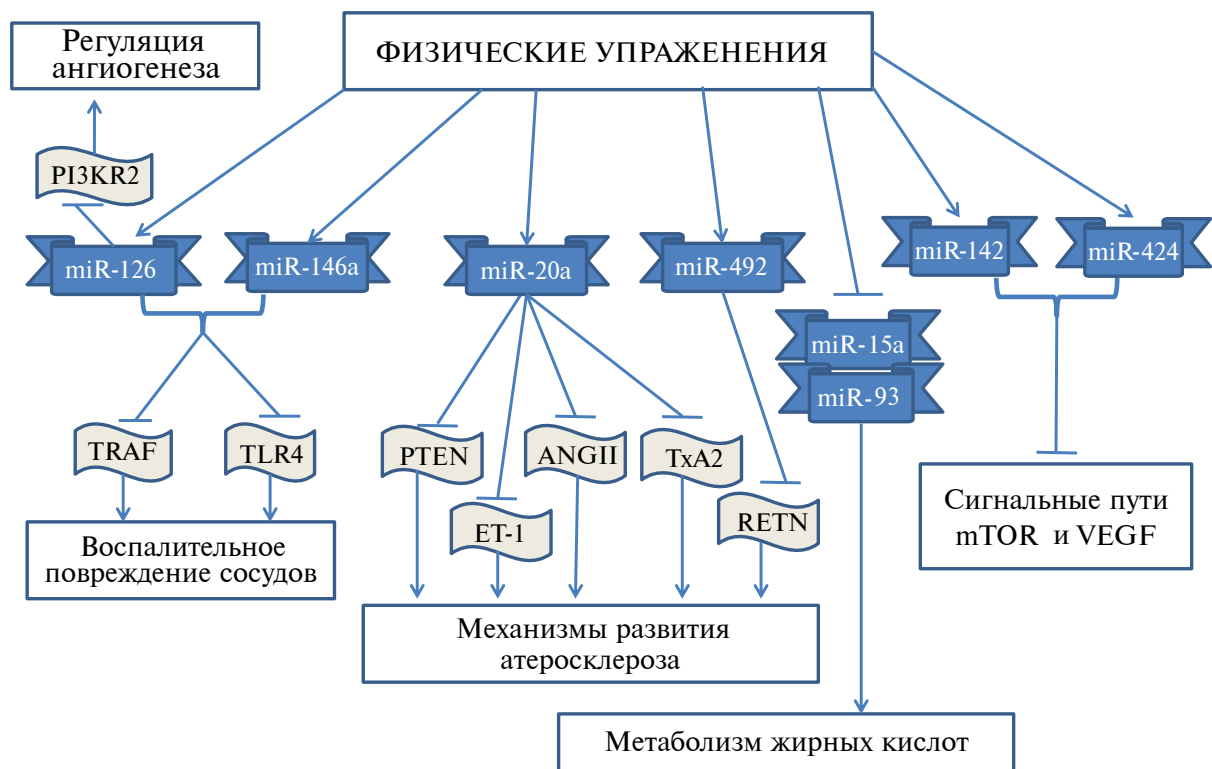 Регуляция
ангиогенеза
ФИЗИЧЕСКИЕ УПРАЖЕНЕНИЯ
PI3KR2
miR-126
miR-146a
miR-20a
miR-492
miR-142
miR-424
miR-15a
miR-93
TRAF
TLR4
PTEN
ANGII
TxA2
ET-1
RETN
Сигнальные пути
mTOR и VEGF
Воспалительное
повреждение сосудов
Механизмы развития
атеросклероза
Метаболизм жирных кислот